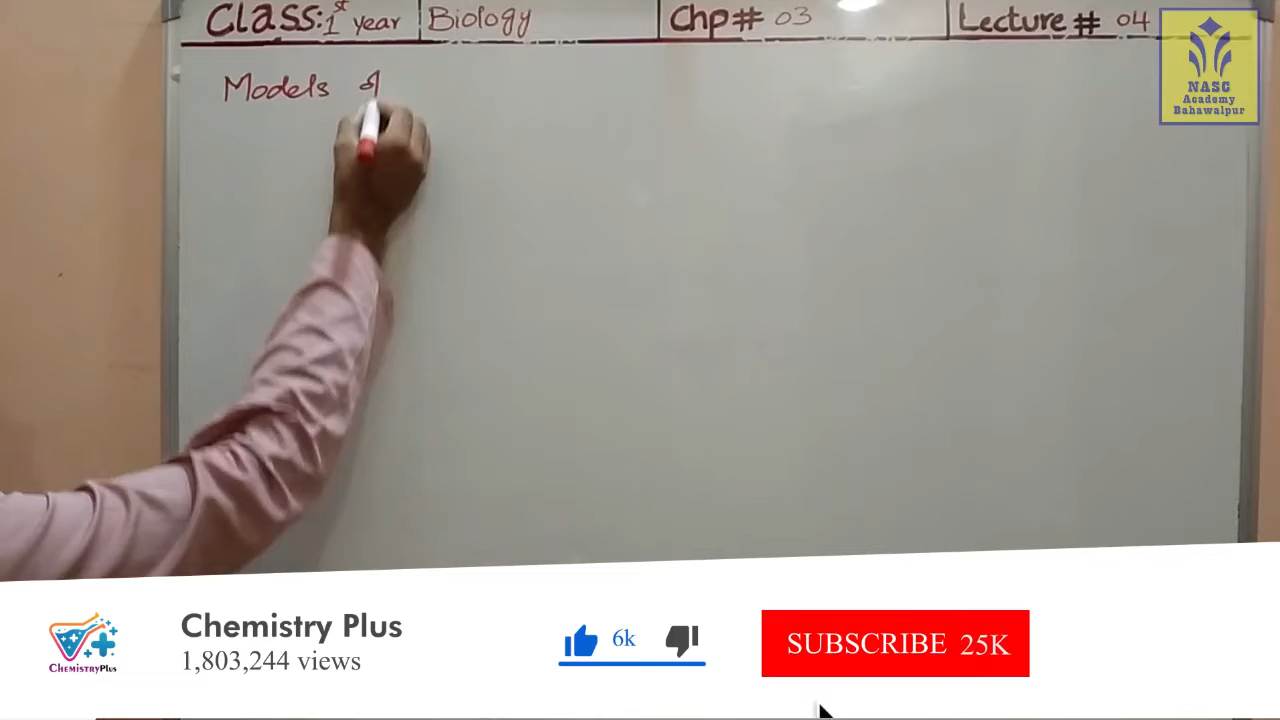 Class: 1st year Biology Chp# 03 Lecture # 04
Models of
NASC
Academy
Bahawalpur
Chemistry Plus
1,803,244 views
6k
SUBSCRIBE 25K
ChemistryPlus